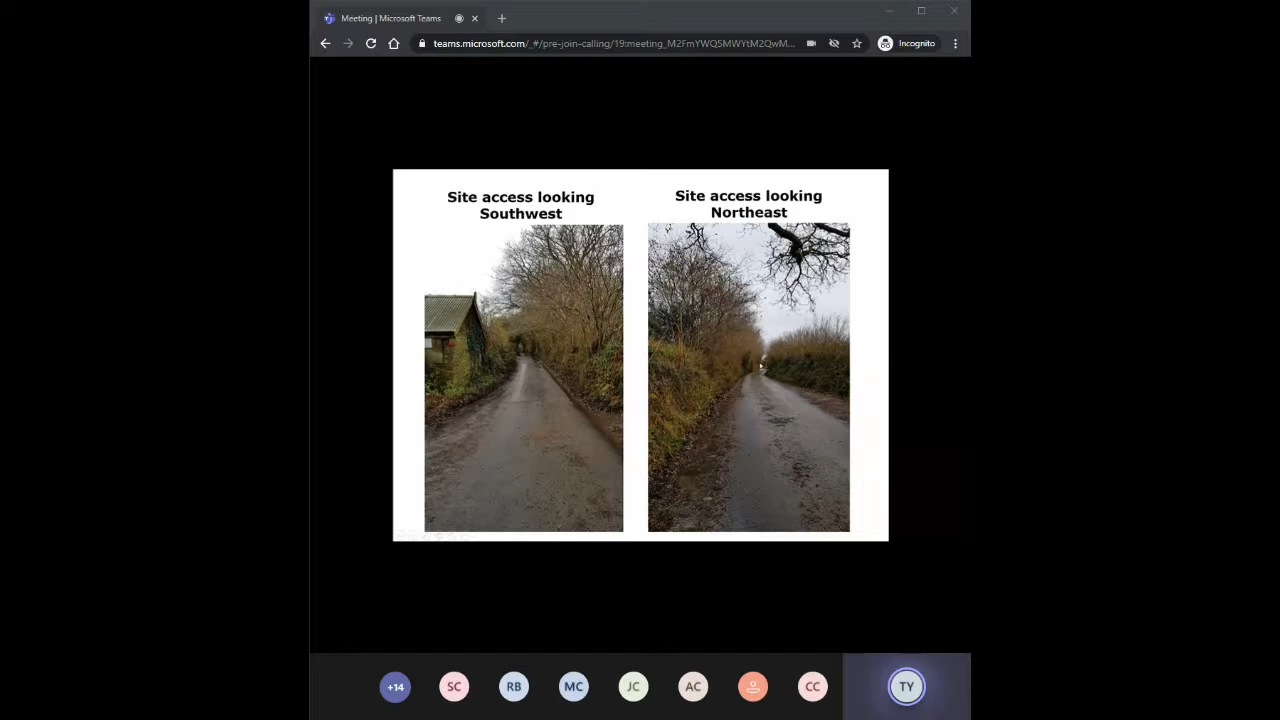 Meeting | Microsoft Teams
teams.microsoft.com/_#/pre-join-calling/19:meeting_M2FmYWQ5MWYtM2QwM...
Incognito
Site access looking
Southwest
Site access looking
Northeast
+14
SC
RB
MC
JC
AC
CC
TY